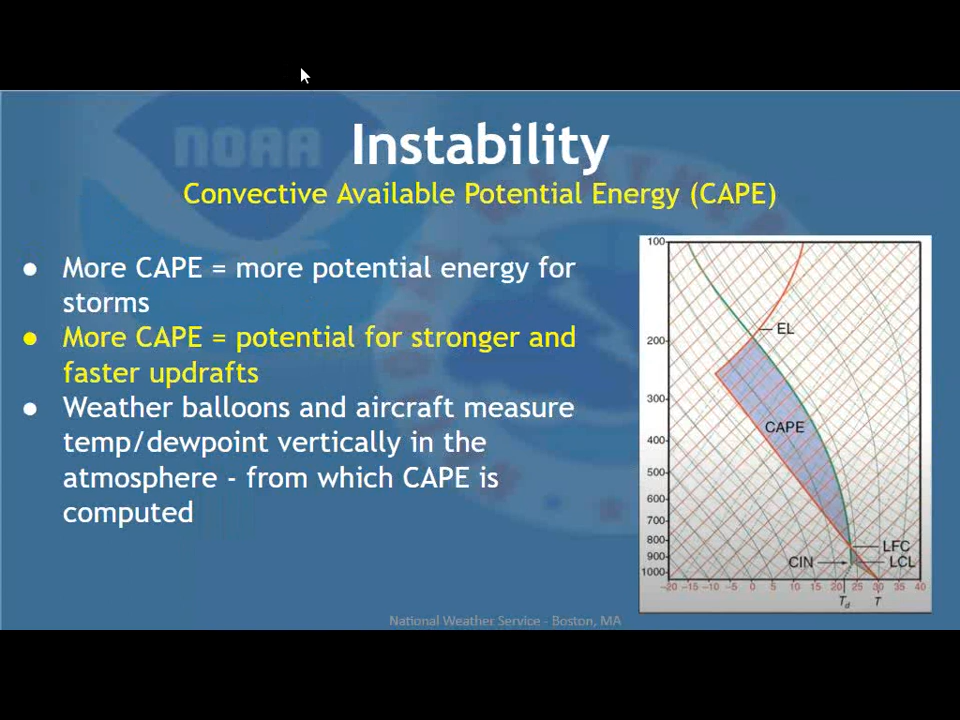 NOAA
Instability
Convective Available Potential Energy (CAPE)
● More CAPE = more potential energy for
storms
● More CAPE = potential for stronger and
faster updrafts
● Weather balloons and aircraft measure
temp/dewpoint vertically in the
atmosphere - from which CAPE is
computed
100
EL
200
300
CAPE
400
500
600
700
800
LFC
900
CIN
LCL
1000
-20 -15 -10 -5 0 5 10 15 20 25 30 35 40
Td T
National Weather Service - Boston, MA